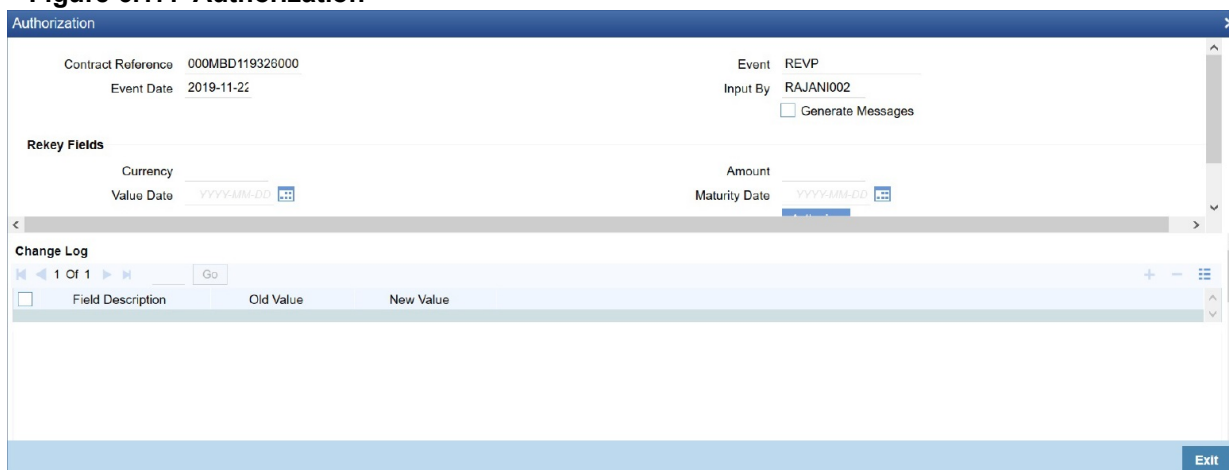 Authorization
Contract Reference 000MBD119326000 Event REVP
Event Date 2019-11-22 Input By RAJANI002
Generate Messages
Rekey Fields
Currency Amount
Value Date YYYY-MM-DD Maturity Date YYYY-MM-DD
Change Log
1 Of 1 Go
Field Description Old Value New Value
Exit